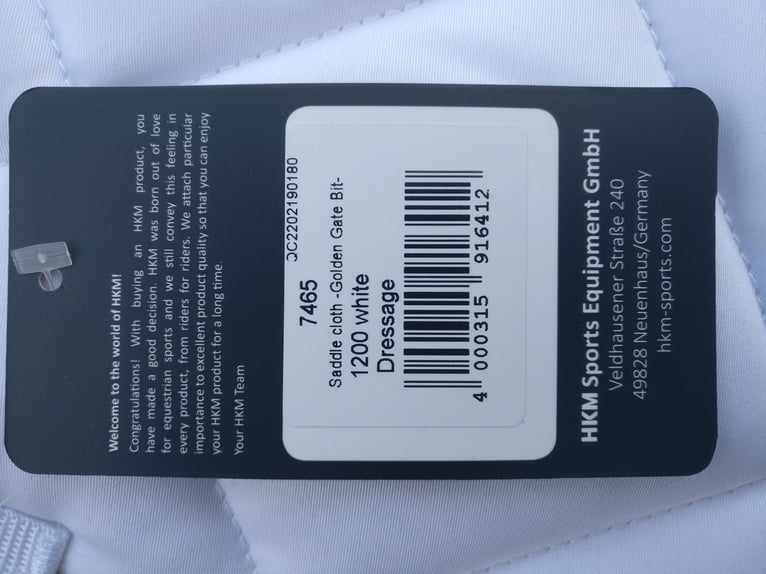 Welcome to the world of HKM!
Congratulations! With buying an HKM product, you
have made a good decision. HKM was born out of love
for equestrian sports and we still convey this feeling in
every product, from riders for riders. We attach particular
importance to excellent product quality so that you can enjoy
your HKM product for a long time.
Your HKM Team
QC2202190180
7465
Saddle cloth -Golden Gate Bit-
1200 white
Dressage
4 000315 916412
HKM Sports Equipment GmbH
Veldhausener Straße 240
49828 Neuenhaus/Germany
hkm-sports.com